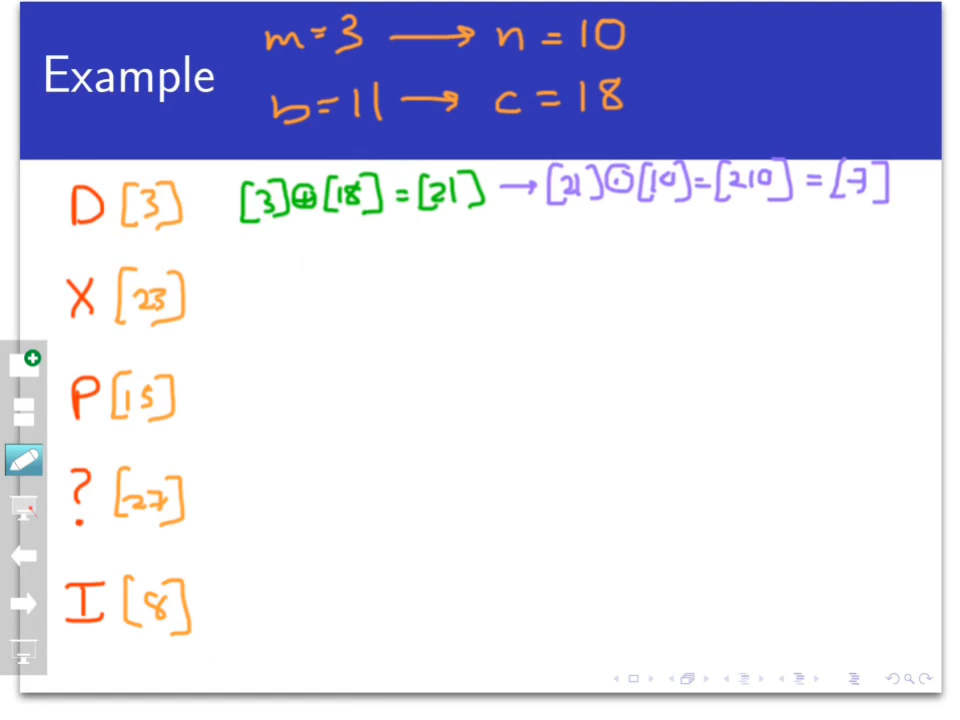 m=3 ⟶ n = 10
Example
b=11 → c = 18
D [3] [3]⊕[18] = [21] → [21]⊙[10]=[210] = [7]
X [23]
P [15]
? [27]
I [8]